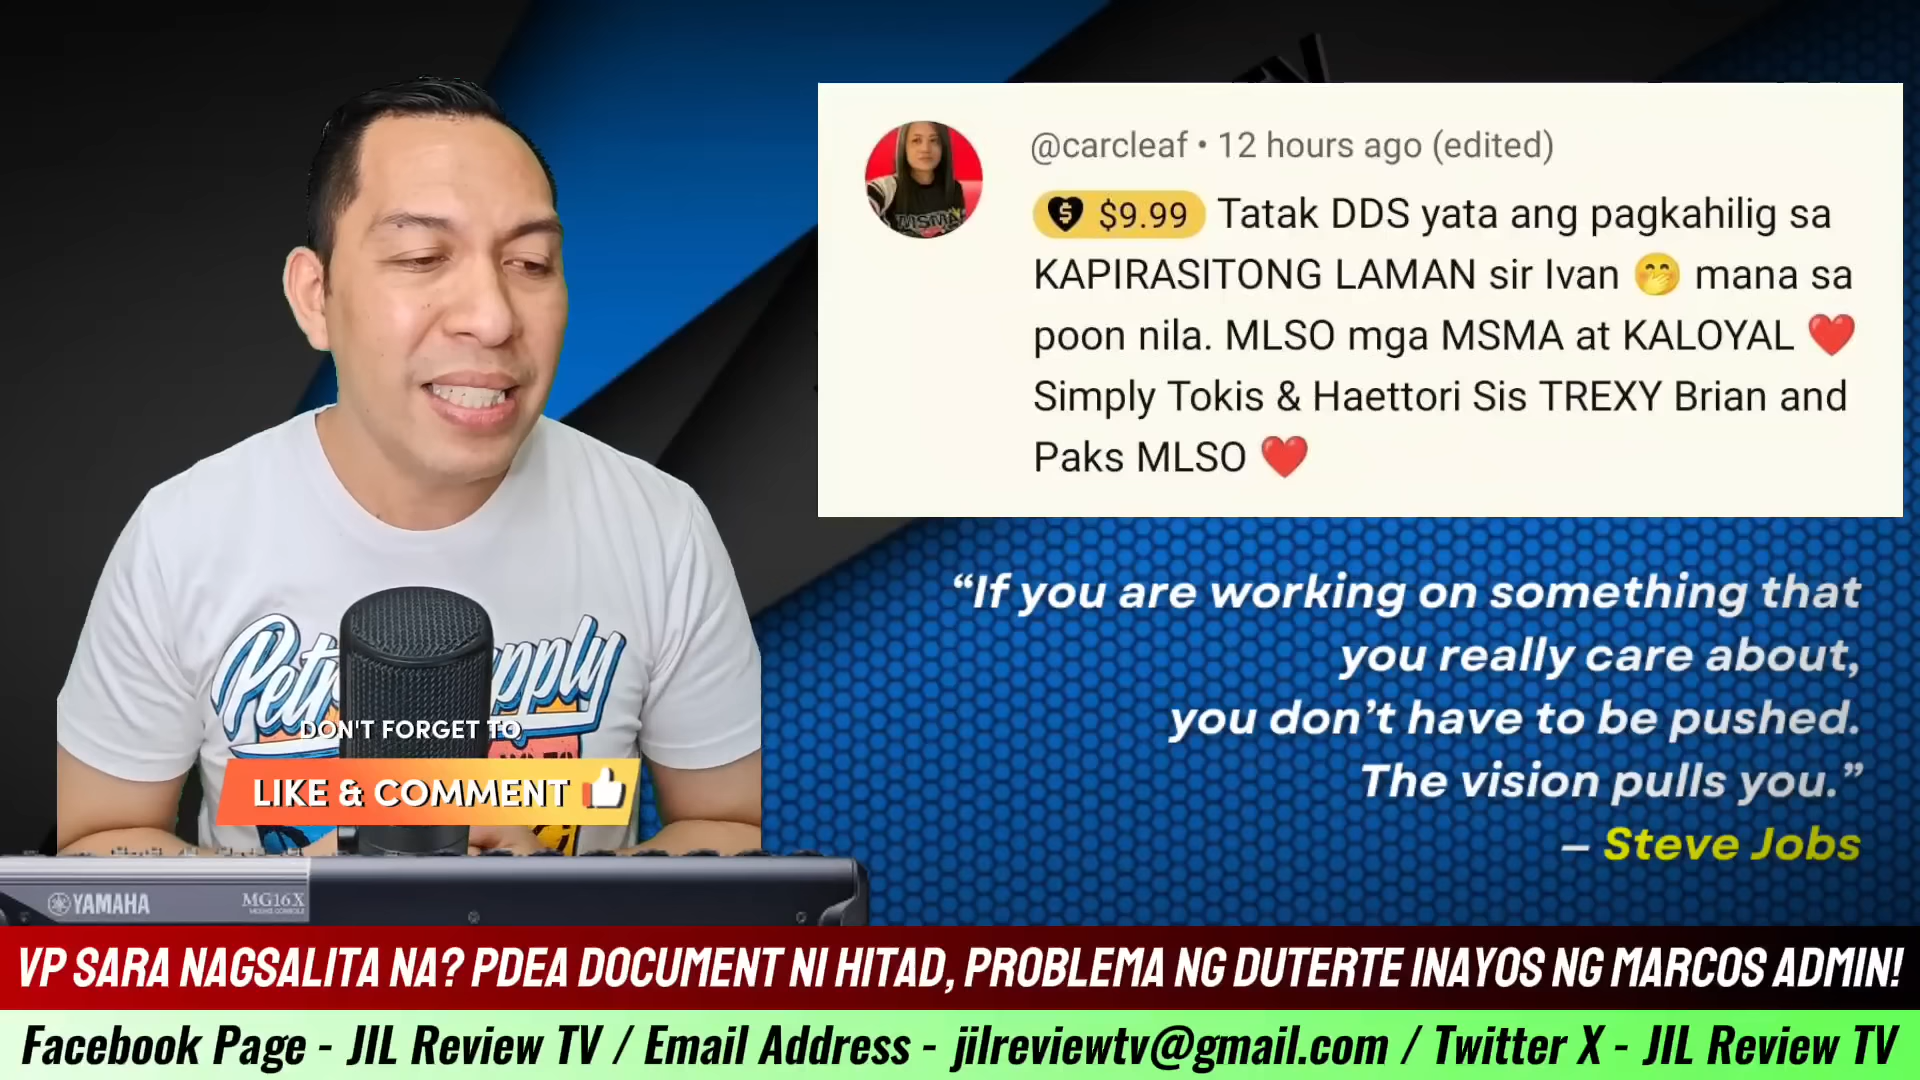 TV
@carcleaf • 12 hours ago (edited)
$9.99 Tatak DDS yata ang pagkahilig sa
KAPIRASITONG LAMAN sir Ivan 🤭 mana sa
poon nila. MLSO mga MSMA at KALOYAL ❤️
Simply Tokis & Haettori Sis TREXY Brian and
Paks MLSO ❤️
MSMA
“If you are working on something that
you really care about,
you don’t have to be pushed.
The vision pulls you.”
– Steve Jobs
DON'T FORGET TO
LIKE & COMMENT
YAMAHA
MG16X
MIXING CONSOLE
VP SARA NAGSALITA NA? PDEA DOCUMENT NI HITAD, PROBLEMA NG DUTERTE INAYOS NG MARCOS ADMIN!
Facebook Page - JIL Review TV / Email Address - jilreviewtv@gmail.com / Twitter X - JIL Review TV